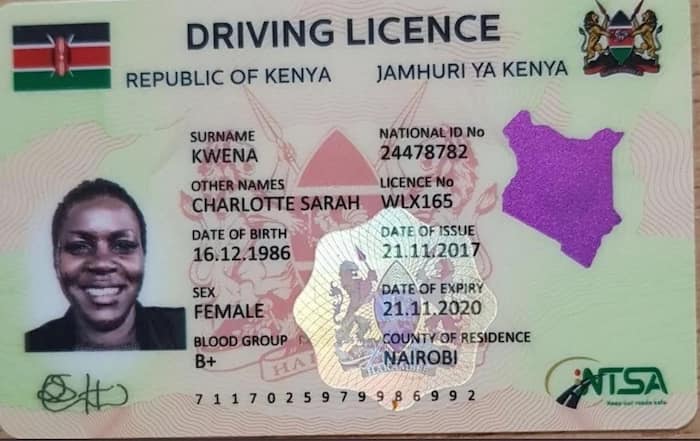 DRIVING LICENCE
REPUBLIC OF KENYA JAMHURI YA KENYA
SURNAME
KWENA
NATIONAL ID No
24478782
OTHER NAMES
CHARLOTTE SARAH
LICENCE No
WLX165
DATE OF BIRTH
16.12.1986
DATE OF ISSUE
21.11.2017
SEX
FEMALE
DATE OF EXPIRY
21.11.2020
BLOOD GROUP
B+
COUNTY OF RESIDENCE
NAIROBI
7117025979986992
NTSA
Keep our roads safe